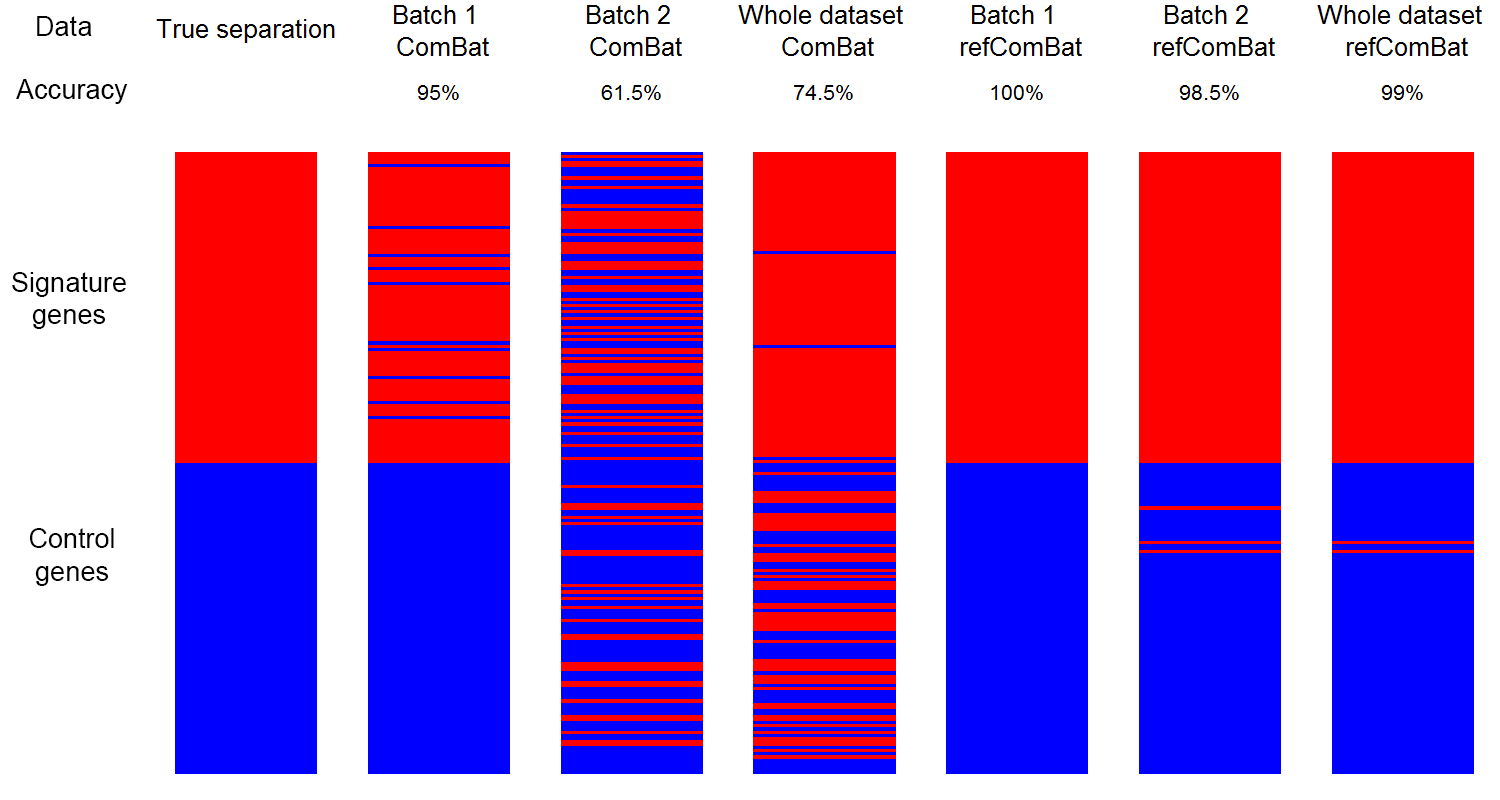 Data
True separation
Batch 1
ComBat
Batch 2
ComBat
Whole dataset
ComBat
Batch 1
refComBat
Batch 2
refComBat
Whole dataset
refComBat
Accuracy
95%
61.5%
74.5%
100%
98.5%
99%
Signature
genes
Control
genes